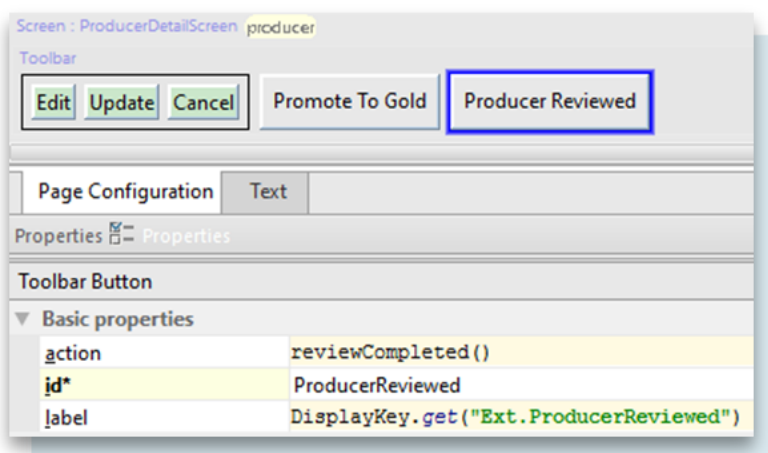 Screen : ProducerDetailScreen producer
Toolbar
Edit Update Cancel Promote To Gold Producer Reviewed
Page Configuration Text
Properties Properties
Toolbar Button
Basic properties
action reviewCompleted()
id* ProducerReviewed
label DisplayKey.get("Ext.ProducerReviewed")